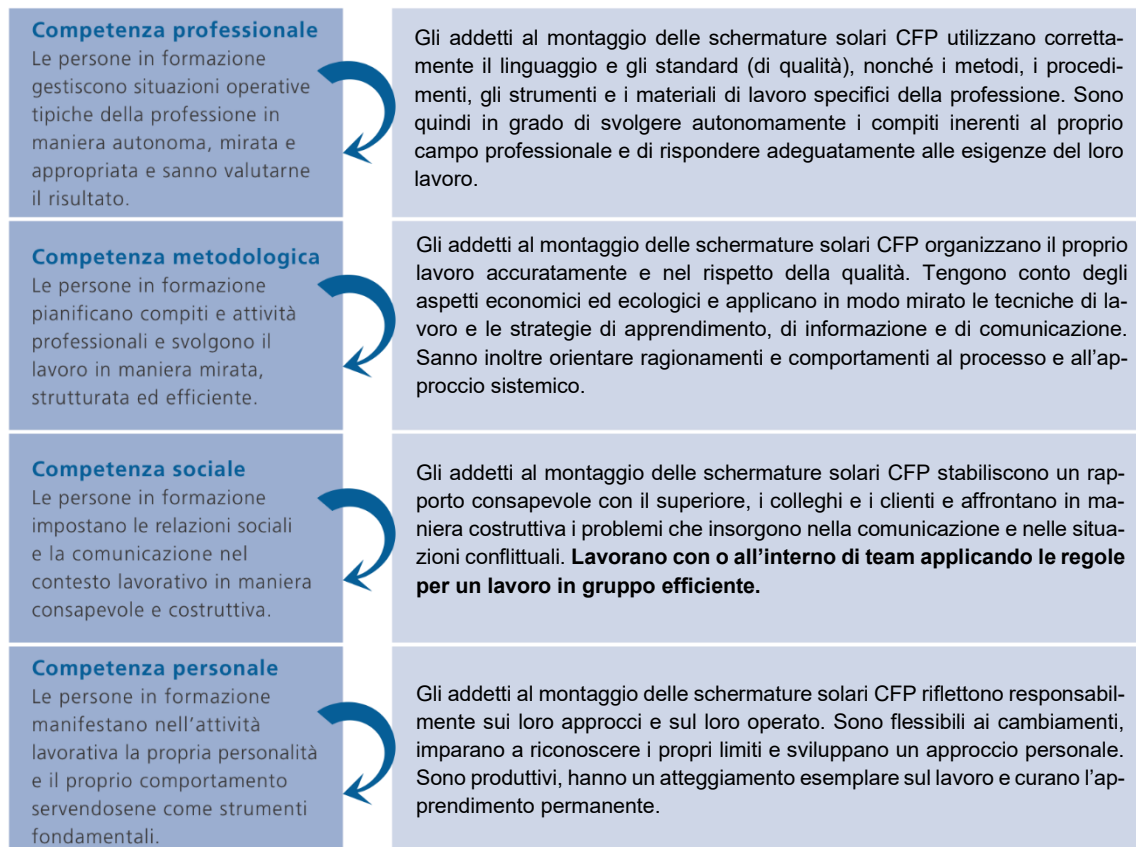 Competenza professionale
Le persone in formazione
gestiscono situazioni operative
tipiche della professione in
maniera autonoma, mirata e
appropriata e sanno valutarne
il risultato.
Gli addetti al montaggio delle schermature solari CFP utilizzano corretta-
mente il linguaggio e gli standard (di qualità), nonché i metodi, i procedi-
menti, gli strumenti e i materiali di lavoro specifici della professione. Sono
quindi in grado di svolgere autonomamente i compiti inerenti al proprio
campo professionale e di rispondere adeguatamente alle esigenze del loro
lavoro.
Competenza metodologica
Le persone in formazione
pianificano compiti e attività
professionali e svolgono il
lavoro in maniera mirata,
strutturata ed efficiente.
Gli addetti al montaggio delle schermature solari CFP organizzano il proprio
lavoro accuratamente e nel rispetto della qualità. Tengono conto degli
aspetti economici ed ecologici e applicano in modo mirato le tecniche di la-
voro e le strategie di apprendimento, di informazione e di comunicazione.
Sanno inoltre orientare ragionamenti e comportamenti al processo e all'ap-
proccio sistemico.
Competenza sociale
Le persone in formazione
impostano le relazioni sociali
e la comunicazione nel
contesto lavorativo in maniera
consapevole e costruttiva.
Gli addetti al montaggio delle schermature solari CFP stabiliscono un rap-
porto consapevole con il superiore, i colleghi e i clienti e affrontano in ma-
niera costruttiva i problemi che insorgono nella comunicazione e nelle situa-
zioni conflittuali. Lavorano con o all'interno di team applicando le regole
per un lavoro in gruppo efficiente.
Competenza personale
Le persone in formazione
manifestano nell'attività
lavorativa la propria personalità
e il proprio comportamento
servendosene come strumenti
fondamentali.
Gli addetti al montaggio delle schermature solari CFP riflettono responsabil-
mente sui loro approcci e sul loro operato. Sono flessibili ai cambiamenti,
imparano a riconoscere i propri limiti e sviluppano un approccio personale.
Sono produttivi, hanno un atteggiamento esemplare sul lavoro e curano l'ap-
prendimento permanente.